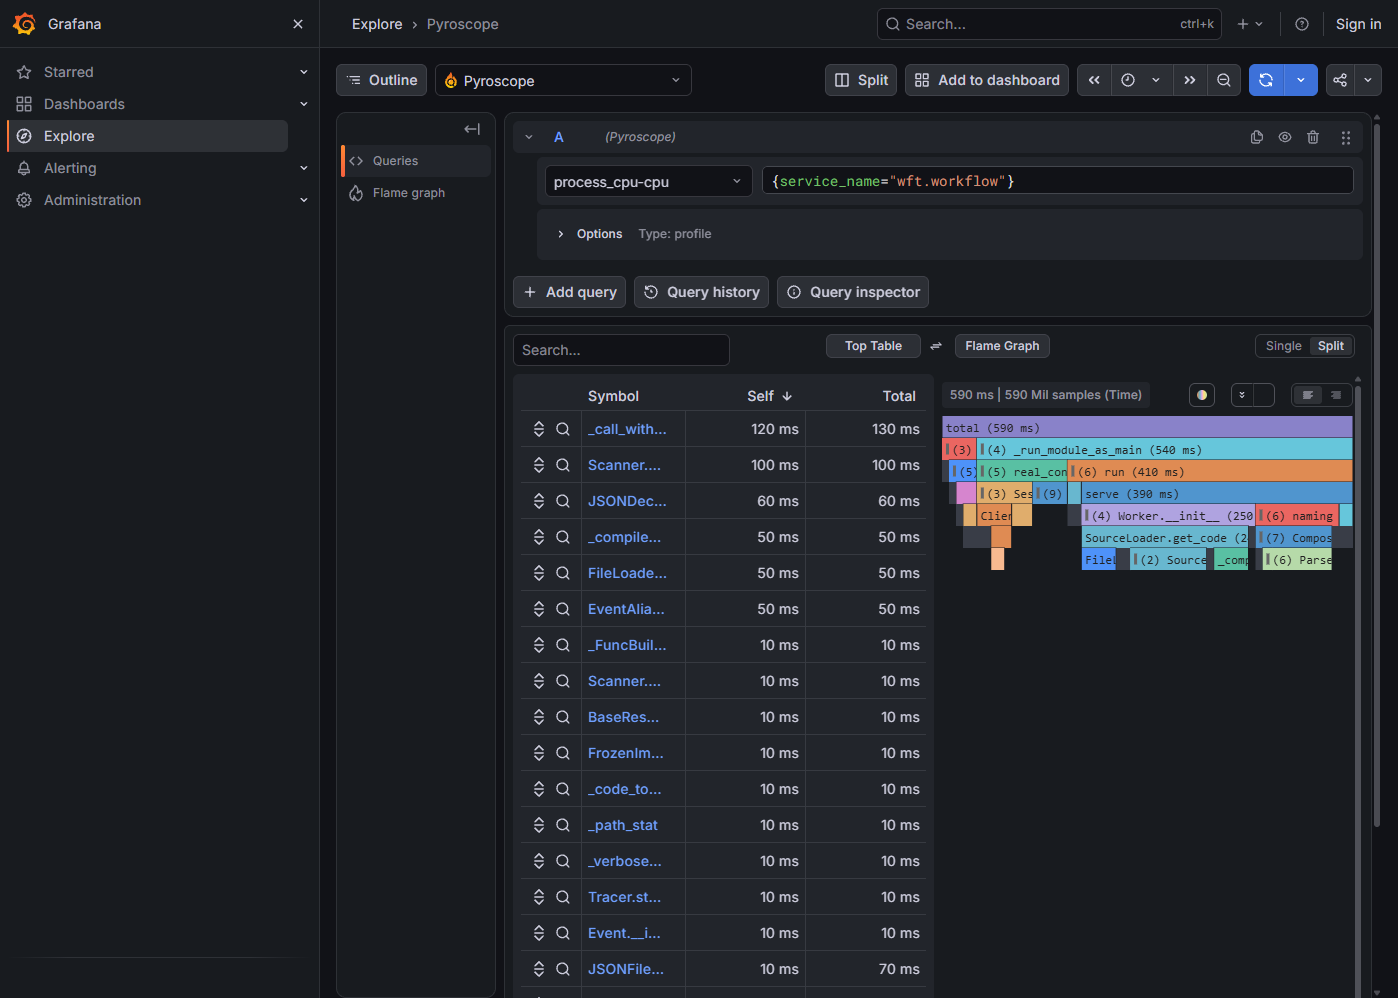 Grafana
Explore › Pyroscope
Search...
ctrl+k
Sign in
Starred
Dashboards
Explore
Alerting
Administration
Outline
Pyroscope
Split
Add to dashboard
Queries
Flame graph
A
(Pyroscope)
process_cpu-cpu
{service_name="wft.workflow"}
Options
Type: profile
Add query
Query history
Query inspector
Search...
Top Table
Flame Graph
Single
Split
Symbol Self Total
_call_with... 120 ms 130 ms
Scanner.... 100 ms 100 ms
JSONDec... 60 ms 60 ms
_compile... 50 ms 50 ms
FileLoade... 50 ms 50 ms
EventAlia... 50 ms 50 ms
_FuncBuil... 10 ms 10 ms
Scanner.... 10 ms 10 ms
BaseRes... 10 ms 10 ms
FrozenIm... 10 ms 10 ms
_code_to... 10 ms 10 ms
_path_stat 10 ms 10 ms
_verbose... 10 ms 10 ms
Tracer.st... 10 ms 10 ms
Event.__i... 10 ms 10 ms
JSONFile... 10 ms 70 ms
590 ms | 590 Mil samples (Time)
total (590 ms)
(3) (4) _run_module_as_main (540 ms)
(5) (5) real_con (6) run (410 ms)
(3) Ses (9) serve (390 ms)
Clien (4) Worker.__init__ (250 (6) naming
SourceLoader.get_code (2 (7) Compos
File (2) Source _comp (6) Parse